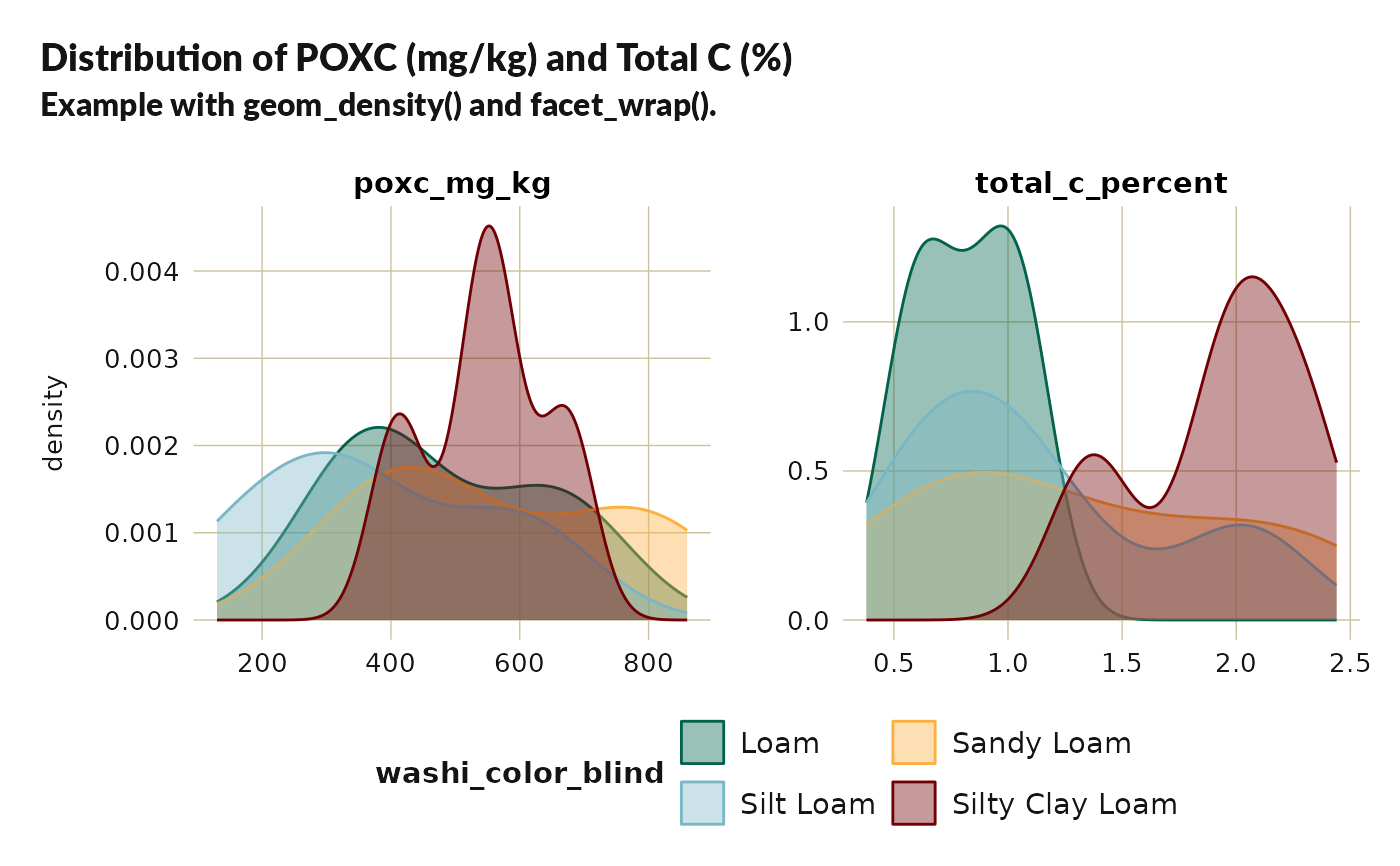 Distribution of POXC (mg/kg) and Total C (%)
Example with geom_density() and facet_wrap().
poxc_mg_kg
total_c_percent
density
0.004
0.003
0.002
0.001
0.000
200 400 600 800
1.0
0.5
0.0
0.5 1.0 1.5 2.0 2.5
washi_color_blind
Loam
Sandy Loam
Silt Loam
Silty Clay Loam